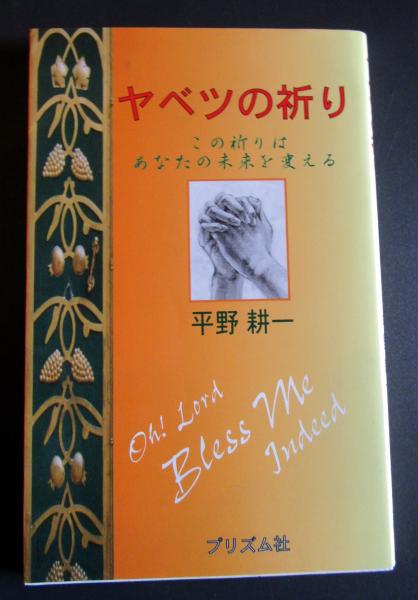 ヤベツの祈り
この祈りは
あなたの未来を変える
平野 耕一
Oh! Lord
Bless Me
Indeed
プリズム社